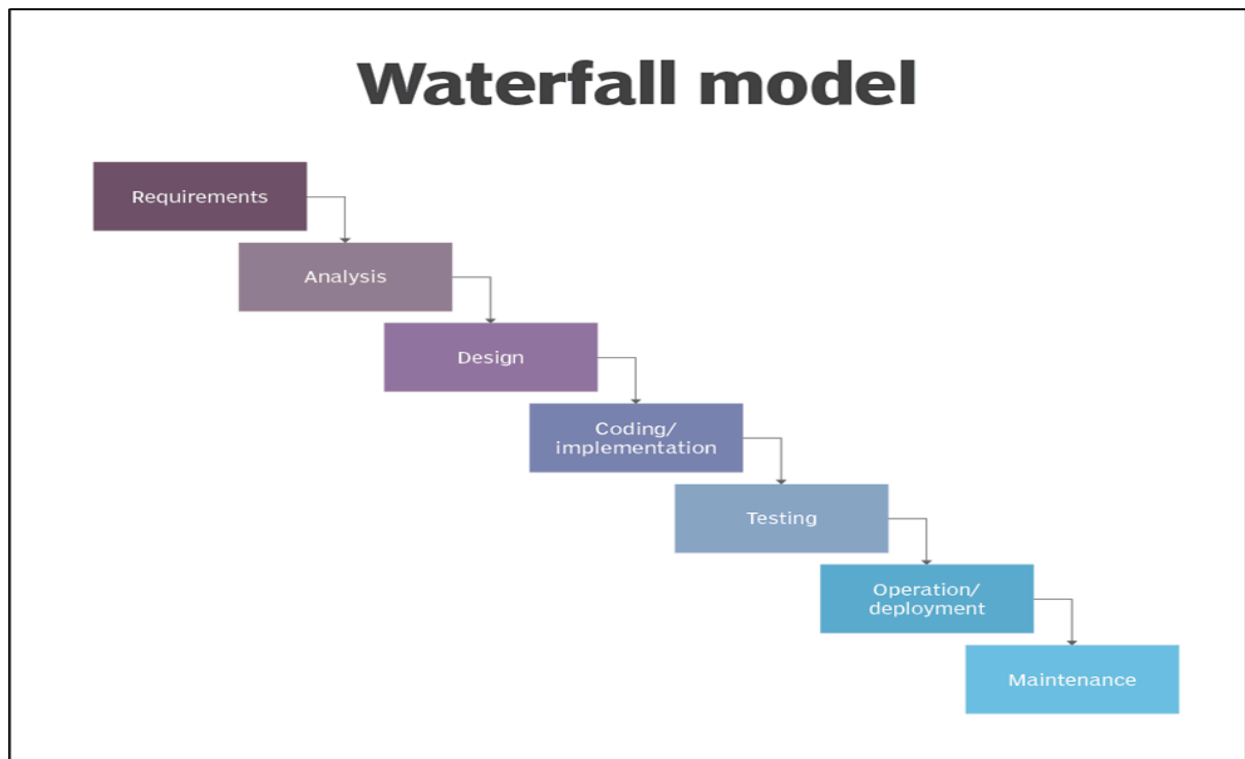 Waterfall model
Requirements
Analysis
Design
Coding/
implementation
Testing
Operation/
deployment
Maintenance